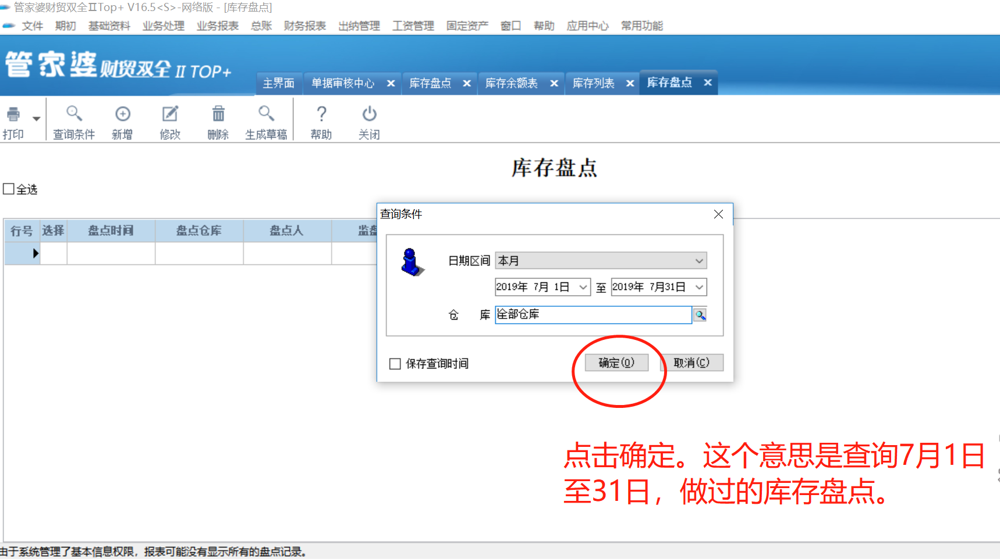 管家婆财贸双全IITop+ V16.5<S>-网络版 - [库存盘点]
文件 期初 基础资料 业务处理 业务报表 总账 财务报表 出纳管理 工资管理 固定资产 窗口 帮助 应用中心 常用功能
管家婆财贸双全 II TOP+
主界面 单据审核中心 × 库存盘点 × 库存余额表 × 库存列表 × 库存盘点 ×
打印 查询条件 新增 修改 删除 生成草稿 帮助 关闭
库存盘点
全选
行号 选择 盘点时间 盘点仓库 盘点人 监盘
查询条件
日期区间 本月
2019年 7月 1日 至 2019年 7月31日
仓 库 全部仓库
保存查询时间 确定(O) 取消(C)
点击确定。这个意思是查询7月1日
至31日，做过的库存盘点。
由于系统管理了基本信息权限，报表可能没有显示所有的盘点记录。